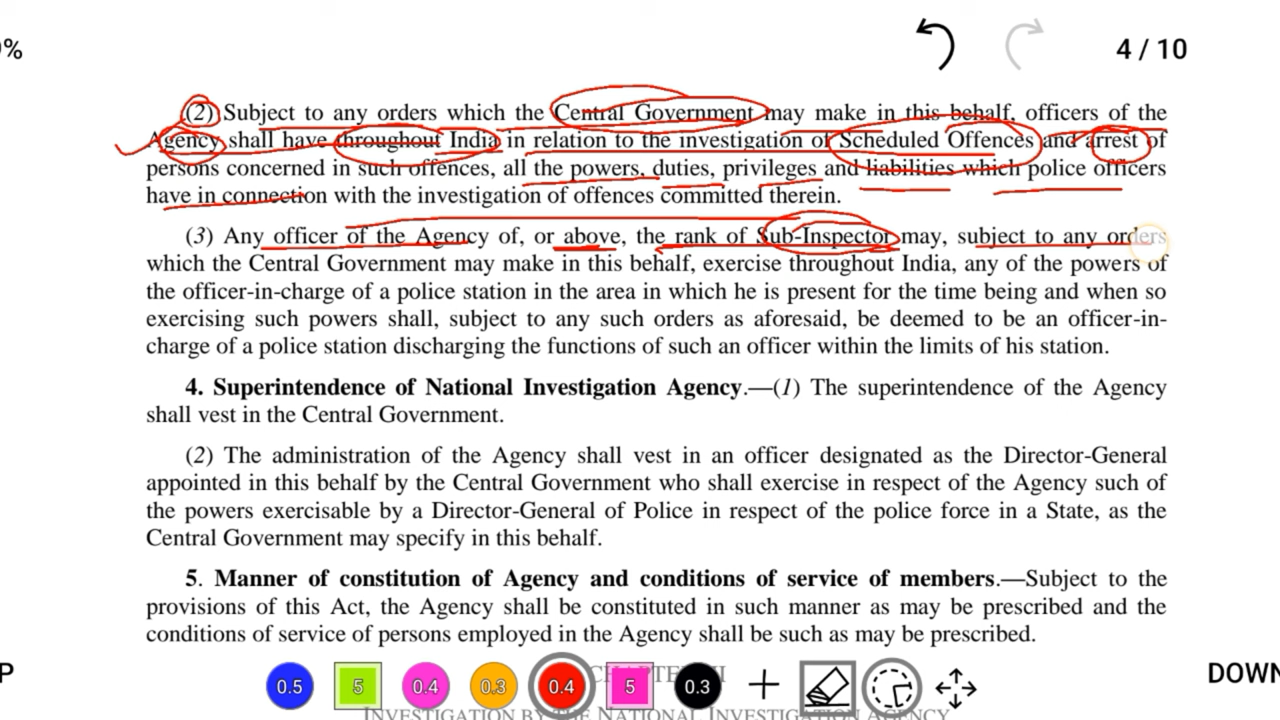 9%
4 / 10
(2) Subject to any orders which the Central Government may make in this behalf, officers of the
Agency shall have throughout India in relation to the investigation of Scheduled Offences and arrest of
persons concerned in such offences, all the powers, duties, privileges and liabilities which police officers
have in connection with the investigation of offences committed therein.
(3) Any officer of the Agency of, or above, the rank of Sub-Inspector may, subject to any orders
which the Central Government may make in this behalf, exercise throughout India, any of the powers of
the officer-in-charge of a police station in the area in which he is present for the time being and when so
exercising such powers shall, subject to any such orders as aforesaid, be deemed to be an officer-in-
charge of a police station discharging the functions of such an officer within the limits of his station.
4. Superintendence of National Investigation Agency.—(1) The superintendence of the Agency
shall vest in the Central Government.
(2) The administration of the Agency shall vest in an officer designated as the Director-General
appointed in this behalf by the Central Government who shall exercise in respect of the Agency such of
the powers exercisable by a Director-General of Police in respect of the police force in a State, as the
Central Government may specify in this behalf.
5. Manner of constitution of Agency and conditions of service of members.—Subject to the
provisions of this Act, the Agency shall be constituted in such manner as may be prescribed and the
conditions of service of persons employed in the Agency shall be such as may be prescribed.
P
0.5 5 0.4 0.3 0.4 5 0.3
DOWN
INVESTIGATION BY THE NATIONAL INVESTIGATION AGENCY